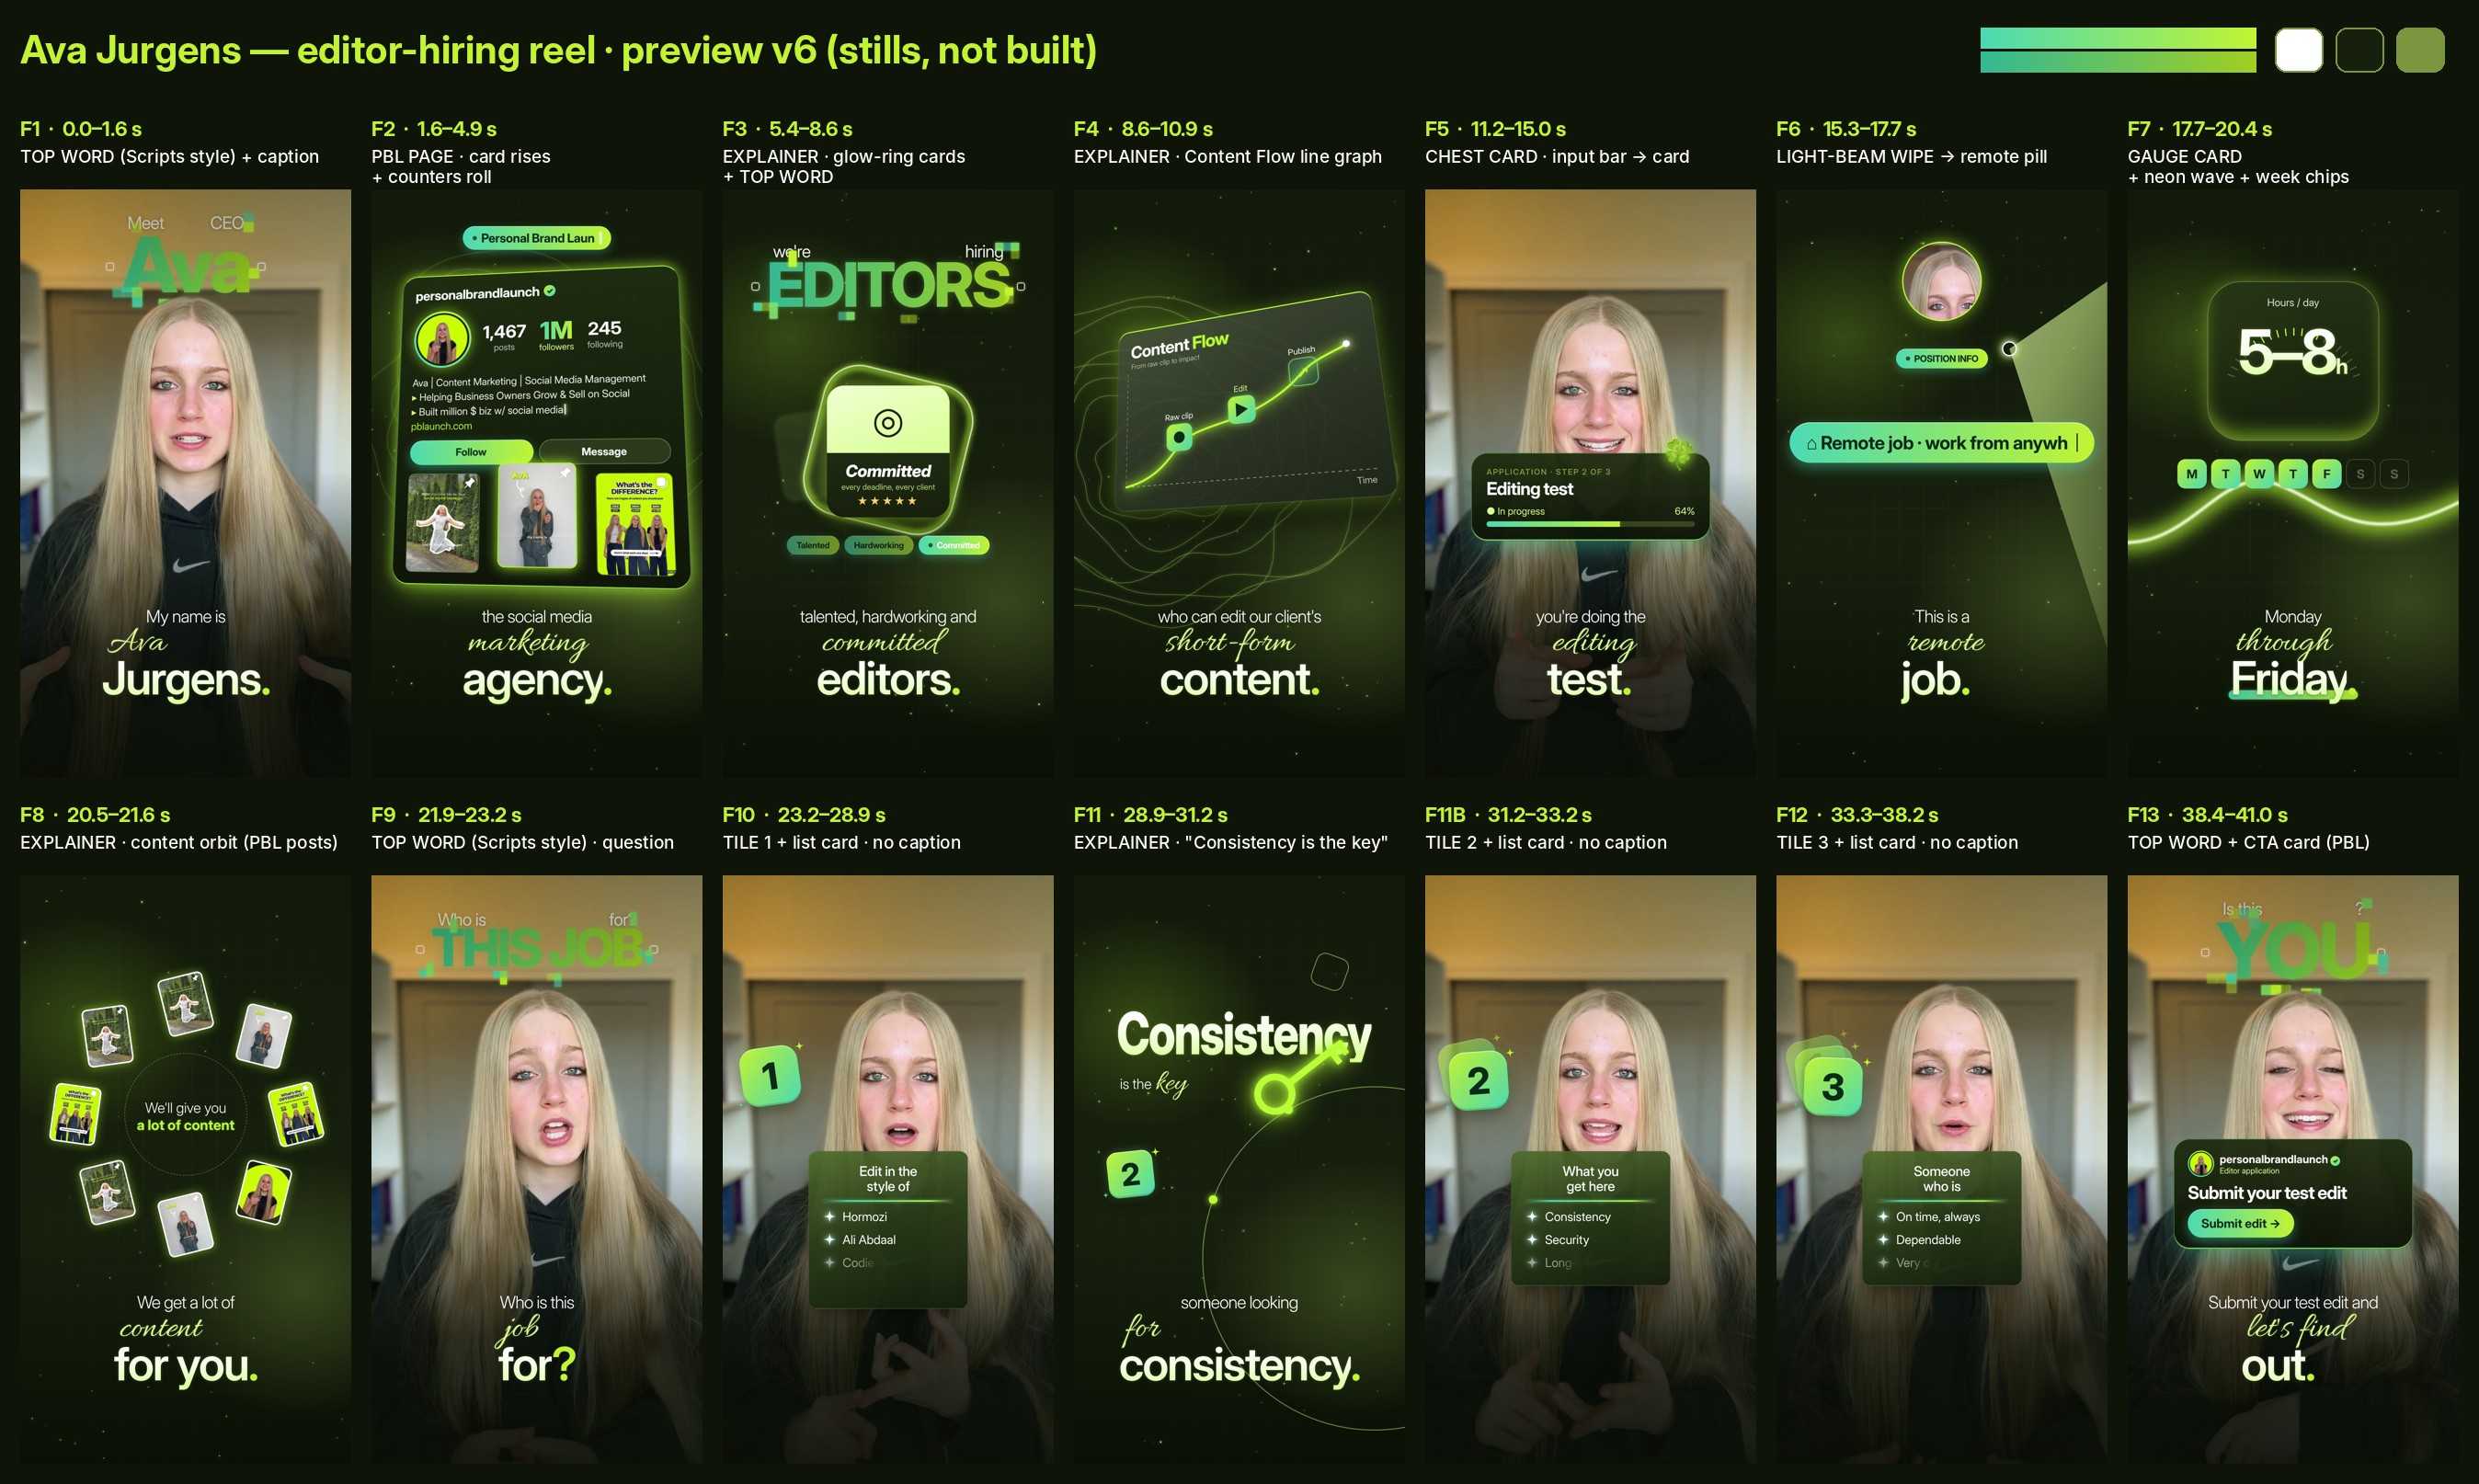 Ava Jurgens — editor-hiring reel · preview v6 (stills, not built)
F1 · 0.0–1.6 s
TOP WORD (Scripts style) + caption
Meet CEO
Ava
My name is
Ava
Jurgens.
F2 · 1.6–4.9 s
PBL PAGE · card rises
+ counters roll
• Personal Brand Laun
personalbrandlaunch
1,467 1M 245
posts followers following
Ava | Content Marketing | Social Media Management
▸ Helping Business Owners Grow & Sell on Social
▸ Built million $ biz w/ social media
pblaunch.com
Follow Message
AVA
What's the
DIFFERENCE?
the social media
marketing
agency.
F3 · 5.4–8.6 s
EXPLAINER · glow-ring cards
+ TOP WORD
we're hiring
EDITORS
Committed
every deadline, every client
★★★★★
Talented Hardworking • Committed
talented, hardworking and
committed
editors.
F4 · 8.6–10.9 s
EXPLAINER · Content Flow line graph
Content Flow
From raw clip to impact
Publish
Edit
Raw clip
Time
who can edit our client's
short-form
content.
F5 · 11.2–15.0 s
CHEST CARD · input bar → card
APPLICATION · STEP 2 OF 3
Editing test
In progress 64%
you're doing the
editing
test.
F6 · 15.3–17.7 s
LIGHT-BEAM WIPE → remote pill
• POSITION INFO
⌂ Remote job · work from anywh
This is a
remote
job.
F7 · 17.7–20.4 s
GAUGE CARD
+ neon wave + week chips
Hours / day
5–8h
M T W T F S S
Monday
through
Friday.
F8 · 20.5–21.6 s
EXPLAINER · content orbit (PBL posts)
We'll give you
a lot of content
We get a lot of
content
for you.
F9 · 21.9–23.2 s
TOP WORD (Scripts style) · question
Who is for?
THIS JOB
Who is this
job
for?
F10 · 23.2–28.9 s
TILE 1 + list card · no caption
1
Edit in the
style of
Hormozi
Ali Abdaal
Codie
F11 · 28.9–31.2 s
EXPLAINER · "Consistency is the key"
Consistency
is the key
2
someone looking
for
consistency.
F11B · 31.2–33.2 s
TILE 2 + list card · no caption
2
What you
get here
Consistency
Security
Long-
F12 · 33.3–38.2 s
TILE 3 + list card · no caption
3
Someone
who is
On time, always
Dependable
Very
F13 · 38.4–41.0 s
TOP WORD + CTA card (PBL)
Is this ?
YOU
personalbrandlaunch
Editor application
Submit your test edit
Submit edit →
Submit your test edit and
let's find
out.